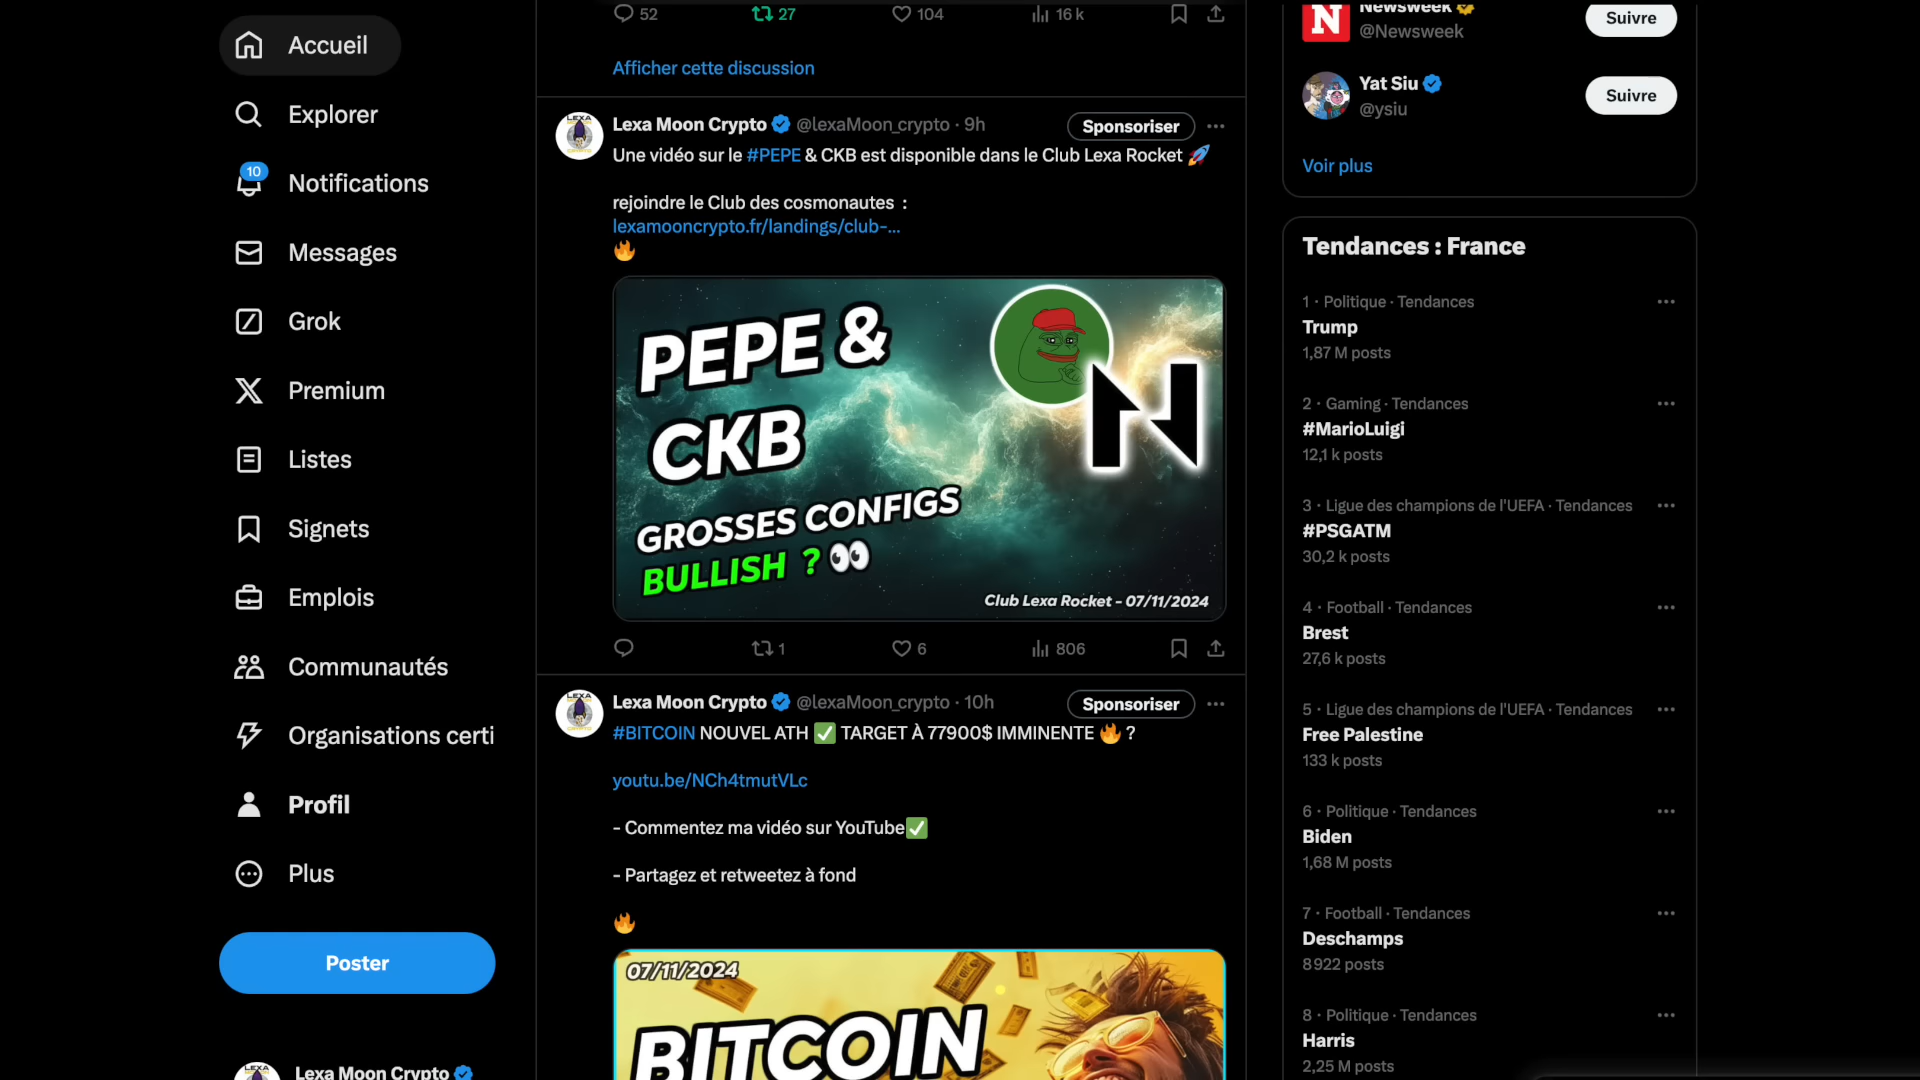 Accueil
Explorer
10
Notifications
Messages
Grok
Premium
Listes
Signets
Emplois
Communautés
Organisations certi
Profil
Plus
Poster
Lexa Moon Crypto
52
27
104
16 k
Afficher cette discussion
Lexa Moon Crypto @lexaMoon_crypto · 9h
Sponsoriser
Une vidéo sur le #PEPE & CKB est disponible dans le Club Lexa Rocket 🚀
rejoindre le Club des cosmonautes :
lexamooncrypto.fr/landings/club-...
🔥
PEPE &
CKB
GROSSES CONFIGS
BULLISH ? 👀
Club Lexa Rocket - 07/11/2024
1
6
806
Lexa Moon Crypto @lexaMoon_crypto · 10h
Sponsoriser
#BITCOIN NOUVEL ATH ✅ TARGET À 77900$ IMMINENTE 🔥 ?
youtu.be/NCh4tmutVLc
- Commentez ma vidéo sur YouTube✅
- Partagez et retweetez à fond
🔥
07/11/2024
BITCOIN
Newsweek
@Newsweek
Suivre
Yat Siu
@ysiu
Suivre
Voir plus
Tendances : France
1 · Politique · Tendances
Trump
1,87 M posts
2 · Gaming · Tendances
#MarioLuigi
12,1 k posts
3 · Ligue des champions de l'UEFA · Tendances
#PSGATM
30,2 k posts
4 · Football · Tendances
Brest
27,6 k posts
5 · Ligue des champions de l'UEFA · Tendances
Free Palestine
133 k posts
6 · Politique · Tendances
Biden
1,68 M posts
7 · Football · Tendances
Deschamps
8 922 posts
8 · Politique · Tendances
Harris
2,25 M posts